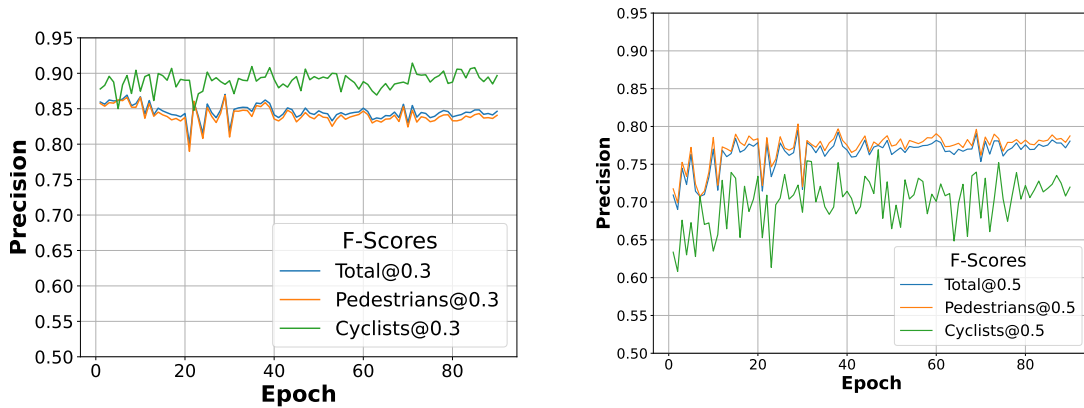 0.95
0.90
0.85
0.80
0.75
0.70
0.65
0.60
0.55
0.50
Precision
0 20 40 60 80
Epoch
F-Scores
Total@0.3
Pedestrians@0.3
Cyclists@0.3
0.95
0.90
0.85
0.80
0.75
0.70
0.65
0.60
0.55
0.50
Precision
0 20 40 60 80
Epoch
F-Scores
Total@0.5
Pedestrians@0.5
Cyclists@0.5